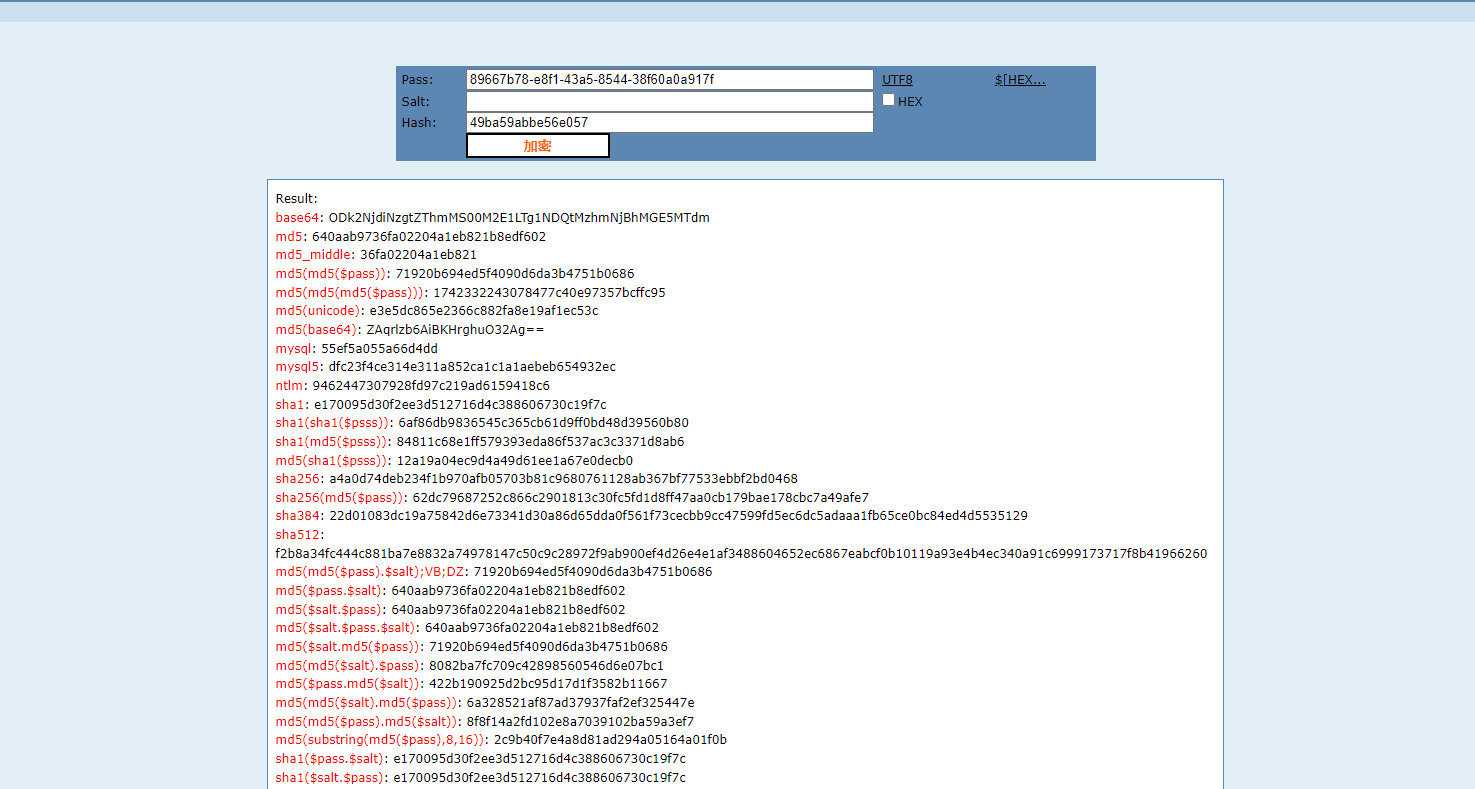 Pass: 89667b78-e8f1-43a5-8544-38f60a0a917f UTF8 $[HEX...
Salt: HEX
Hash: 49ba59abbe56e057
加密
Result:
base64: ODk2NjdiNzgtZThmMS00M2E1LTg1NDQtMzhmNjBhMGE5MTdm
md5: 640aab9736fa02204a1eb821b8edf602
md5_middle: 36fa02204a1eb821
md5(md5($pass)): 71920b694ed5f4090d6da3b4751b0686
md5(md5(md5($pass))): 1742332243078477c40e97357bcffc95
md5(unicode): e3e5dc865e2366c882fa8e19af1ec53c
md5(base64): ZAqrlzb6AiBKHrghuO32Ag==
mysql: 55ef5a055a66d4dd
mysql5: dfc23f4ce314e311a852ca1c1a1aebeb654932ec
ntlm: 9462447307928fd97c219ad6159418c6
sha1: e170095d30f2ee3d512716d4c388606730c19f7c
sha1(sha1($psss)): 6af86db9836545c365cb61d9ff0bd48d39560b80
sha1(md5($psss)): 84811c68e1ff579393eda86f537ac3c3371d8ab6
md5(sha1($psss)): 12a19a04ec9d4a49d61ee1a67e0decb0
sha256: a4a0d74deb234f1b970afb05703b81c9680761128ab367bf77533ebbf2bd0468
sha256(md5($pass)): 62dc79687252c866c2901813c30fc5fd1d8ff47aa0cb179bae178cbc7a49afe7
sha384: 22d01083dc19a75842d6e73341d30a86d65dda0f561f73cecbb9cc47599fd5ec6dc5adaaa1fb65ce0bc84ed4d5535129
sha512:
f2b8a34fc444c881ba7e8832a74978147c50c9c28972f9ab900ef4d26e4e1af3488604652ec6867eabcf0b10119a93e4b4ec340a91c6999173717f8b41966260
md5(md5($pass).$salt);VB;DZ: 71920b694ed5f4090d6da3b4751b0686
md5($pass.$salt): 640aab9736fa02204a1eb821b8edf602
md5($salt.$pass): 640aab9736fa02204a1eb821b8edf602
md5($salt.$pass.$salt): 640aab9736fa02204a1eb821b8edf602
md5($salt.md5($pass)): 71920b694ed5f4090d6da3b4751b0686
md5(md5($salt).$pass): 8082ba7fc709c42898560546d6e07bc1
md5($pass.md5($salt)): 422b190925d2bc95d17d1f3582b11667
md5(md5($salt).md5($pass)): 6a328521af87ad37937faf2ef325447e
md5(md5($pass).md5($salt)): 8f8f14a2fd102e8a7039102ba59a3ef7
md5(substring(md5($pass),8,16)): 2c9b40f7e4a8d81ad294a05164a01f0b
sha1($pass.$salt): e170095d30f2ee3d512716d4c388606730c19f7c
sha1($salt.$pass): e170095d30f2ee3d512716d4c388606730c19f7c